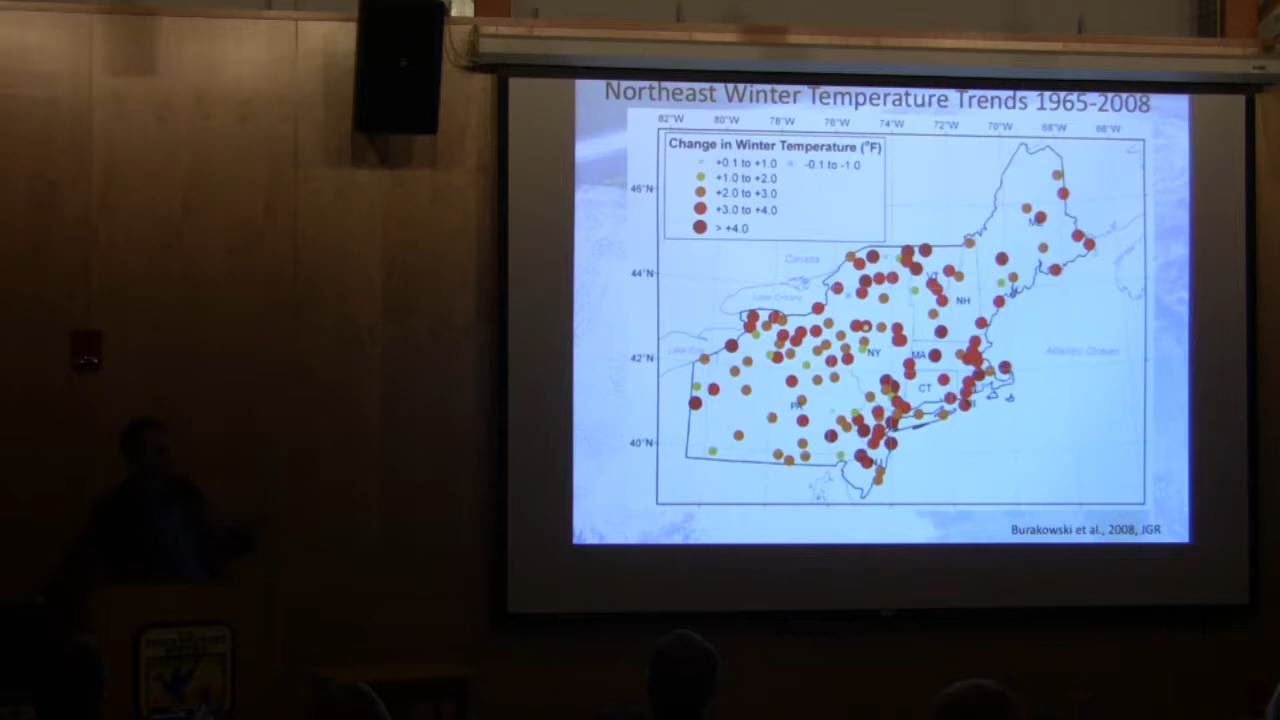 Northeast Winter Temperature Trends 1965-2008
82°W 80°W 78°W 76°W 74°W 72°W 70°W 68°W 66°W
Change in Winter Temperature (°F)
+0.1 to +1.0 -0.1 to -1.0
+1.0 to +2.0
+2.0 to +3.0
+3.0 to +4.0
> +4.0
46°N
ME
Canada
44°N
VT
NH
Lake Ontario
42°N
Lake Erie
NY
MA
Atlantic Ocean
CT
RI
PA
40°N
NJ
Burakowski et al., 2008, JGR